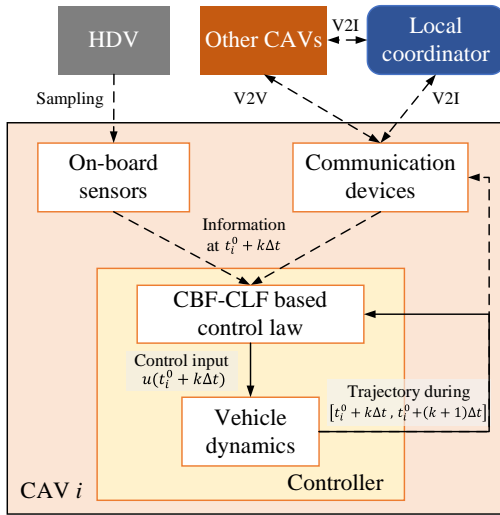 HDV
Other CAVs
V2I
Local
coordinator
Sampling
V2V
V2I
On-board
sensors
Communication
devices
Information
at $t_i^0 + k\Delta t$
CBF-CLF based
control law
Control input
$u(t_i^0 + k\Delta t)$
Vehicle
dynamics
Trajectory during
$[t_i^0 + k\Delta t , t_i^0 + (k + 1)\Delta t]$
Controller
CAV i